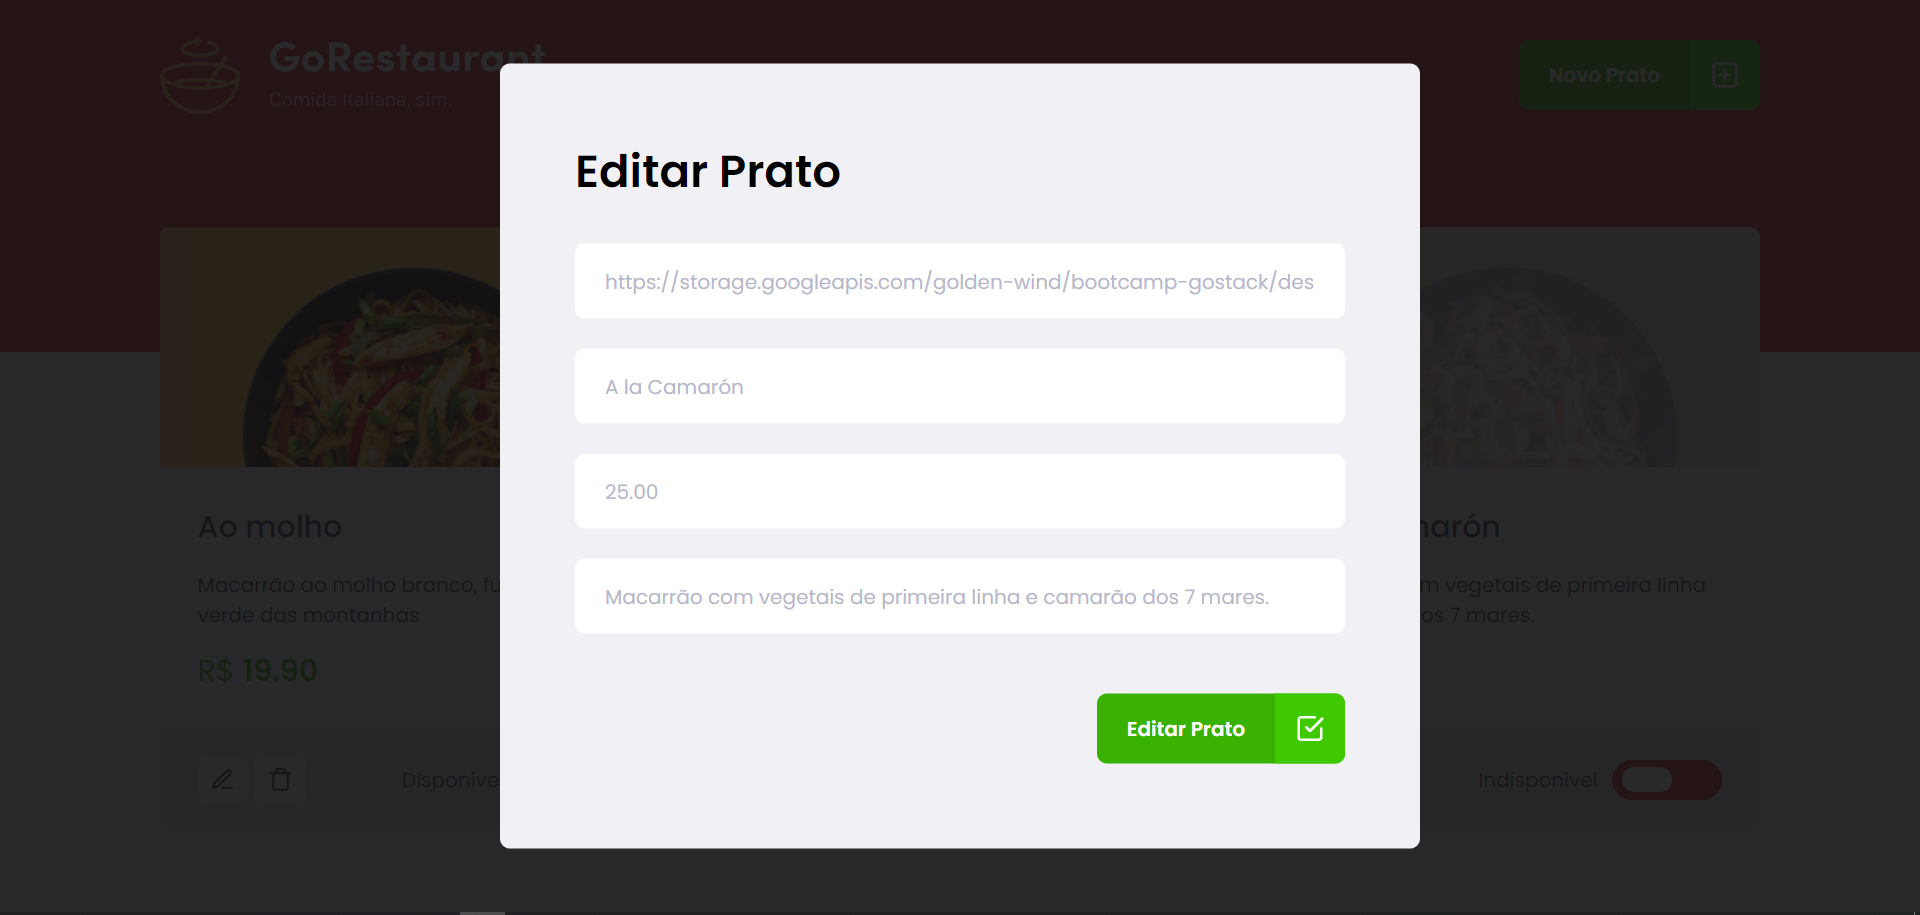 GoRestaurant
Comida Italiana, sim.
Novo Prato
Editar Prato
https://storage.googleapis.com/golden-wind/bootcamp-gostack/des
A la Camarón
25.00
Macarrão com vegetais de primeira linha e camarão dos 7 mares.
Editar Prato
Ao molho
Macarrão ao molho branco, fu
verde das montanhas
R$ 19.90
Disponíve
marón
m vegetais de primeira linha
os 7 mares.
Indisponível